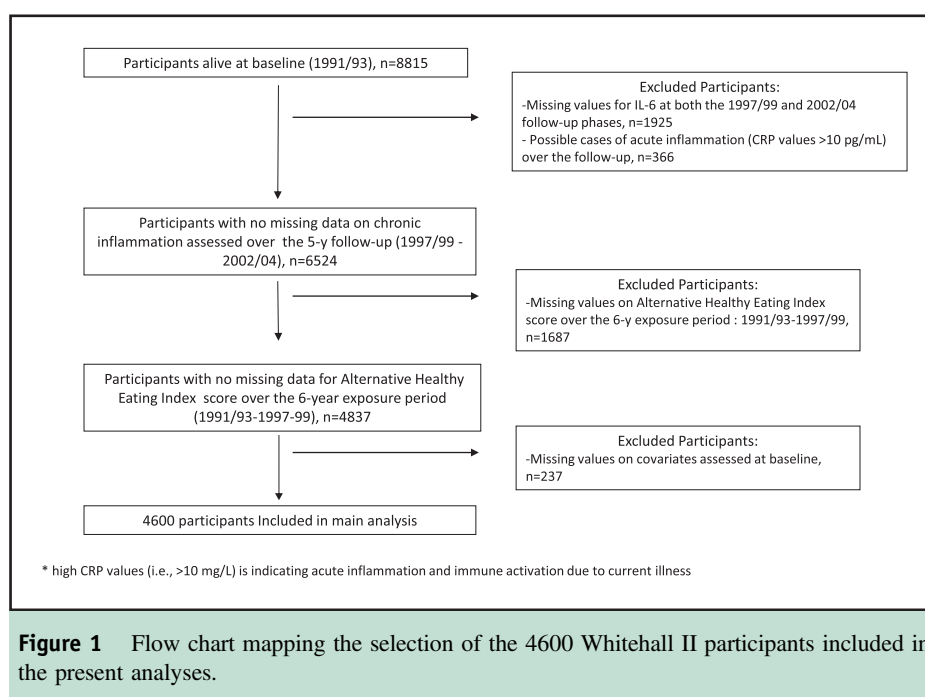 Participants alive at baseline (1991/93), n=8815
Excluded Participants:
-Missing values for IL-6 at both the 1997/99 and 2002/04
follow-up phases, n=1925
- Possible cases of acute inflammation (CRP values >10 pg/mL)
over the follow-up, n=366
Participants with no missing data on chronic
inflammation assessed over the 5-y follow-up (1997/99 -
2002/04), n=6524
Excluded Participants:
-Missing values on Alternative Healthy Eating Index
score over the 6-y exposure period : 1991/93-1997/99,
n=1687
Participants with no missing data for Alternative Healthy
Eating Index score over the 6-year exposure period
(1991/93-1997-99), n=4837
Excluded Participants:
-Missing values on covariates assessed at baseline,
n=237
4600 participants Included in main analysis
* high CRP values (i.e., >10 mg/L) is indicating acute inflammation and immune activation due to current illness
Figure 1 Flow chart mapping the selection of the 4600 Whitehall II participants included in
the present analyses.